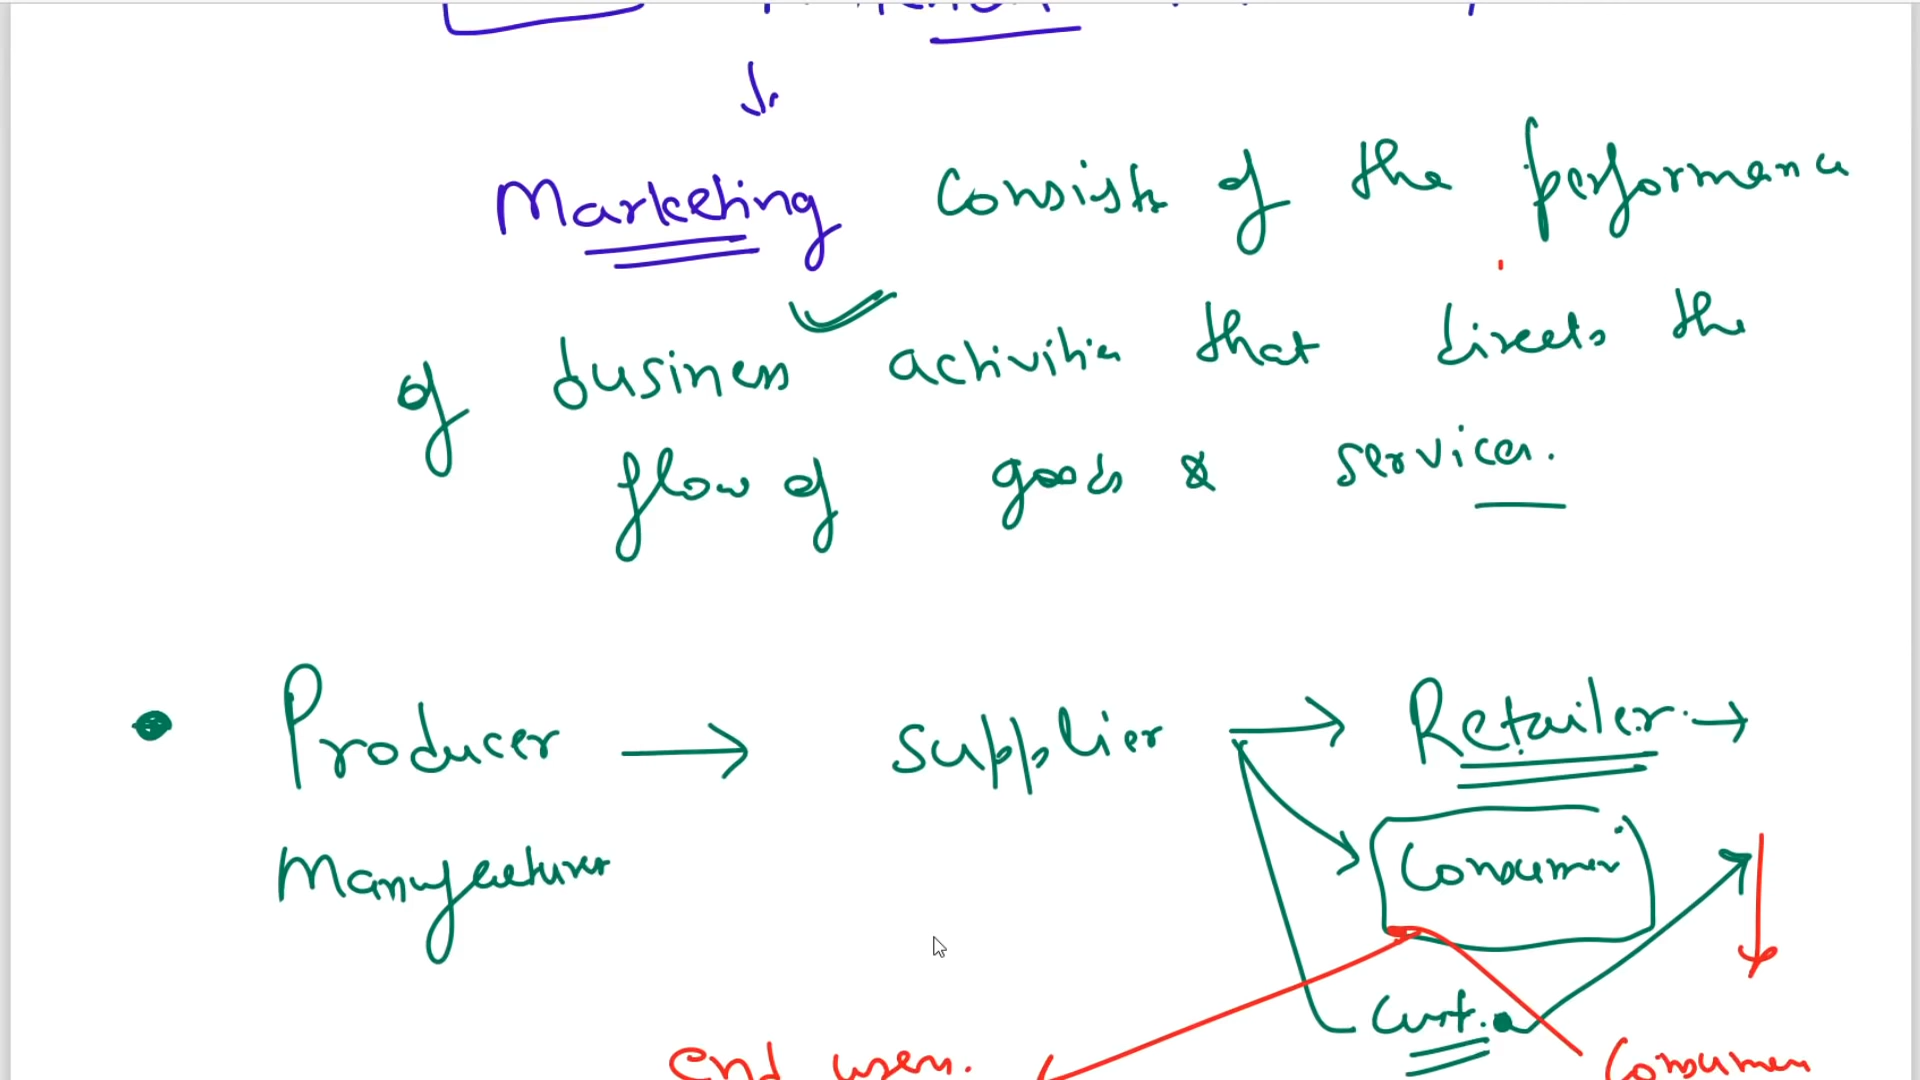 Marketing Consists of the performance
of business activities that directs the
flow of goods & services.
Producer → Supplier → Retailer →
Manufacturer
Consumer
Cust.
End users.
Consumer